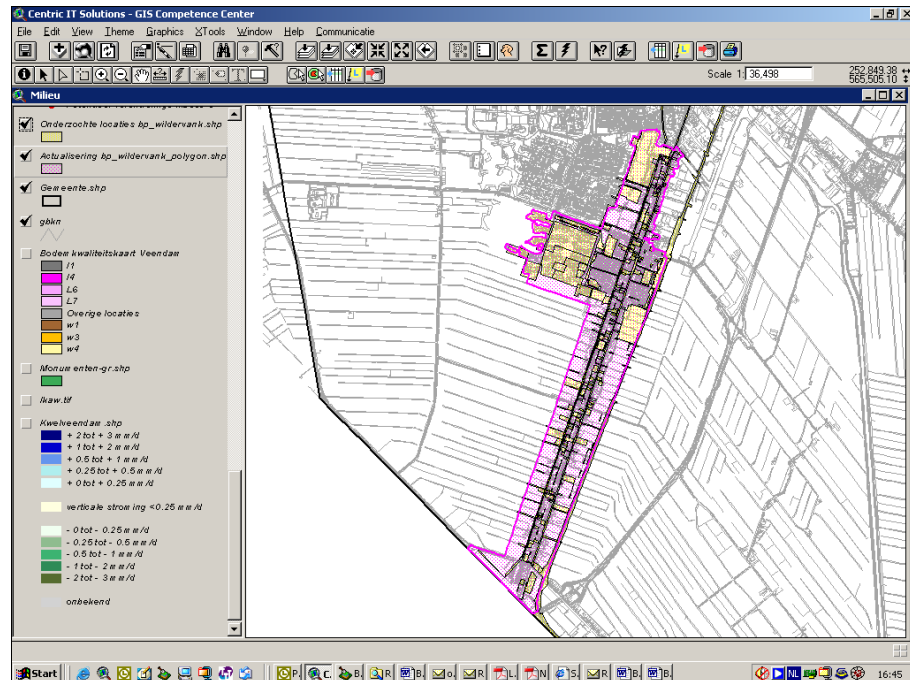 Centric IT Solutions - GIS Competence Center
File Edit View Theme Graphics XTools Window Help Communicatie
Scale 1: 36,498
252,849.38
565,505.10
Milieu
Onderzochte locaties bp_wildervank.shp
Actualisering bp_wildervank_polygon.shp
Gemeente.shp
gbkn
Bodemkwaliteitskaart Veendam
l1
l4
L6
L7
Overige locaties
w1
w3
w4
Monumenten-gr.shp
Ikaw.tif
Kwelveendam.shp
+ 2 tot + 3 mm/d
+ 1 tot + 2 mm/d
+ 0.5 tot + 1 mm/d
+ 0.25 tot + 0.5 mm/d
+ 0 tot + 0.25 mm/d
verticale stroming <0.25 mm/d
- 0 tot - 0.25 mm/d
- 0.25 tot - 0.5 mm/d
- 0.5 tot - 1 mm/d
- 1 tot - 2 mm/d
- 2 tot - 3 mm/d
onbekend
Start P. C. B. R B. o. R L. N S. R B. B. NL 16:45